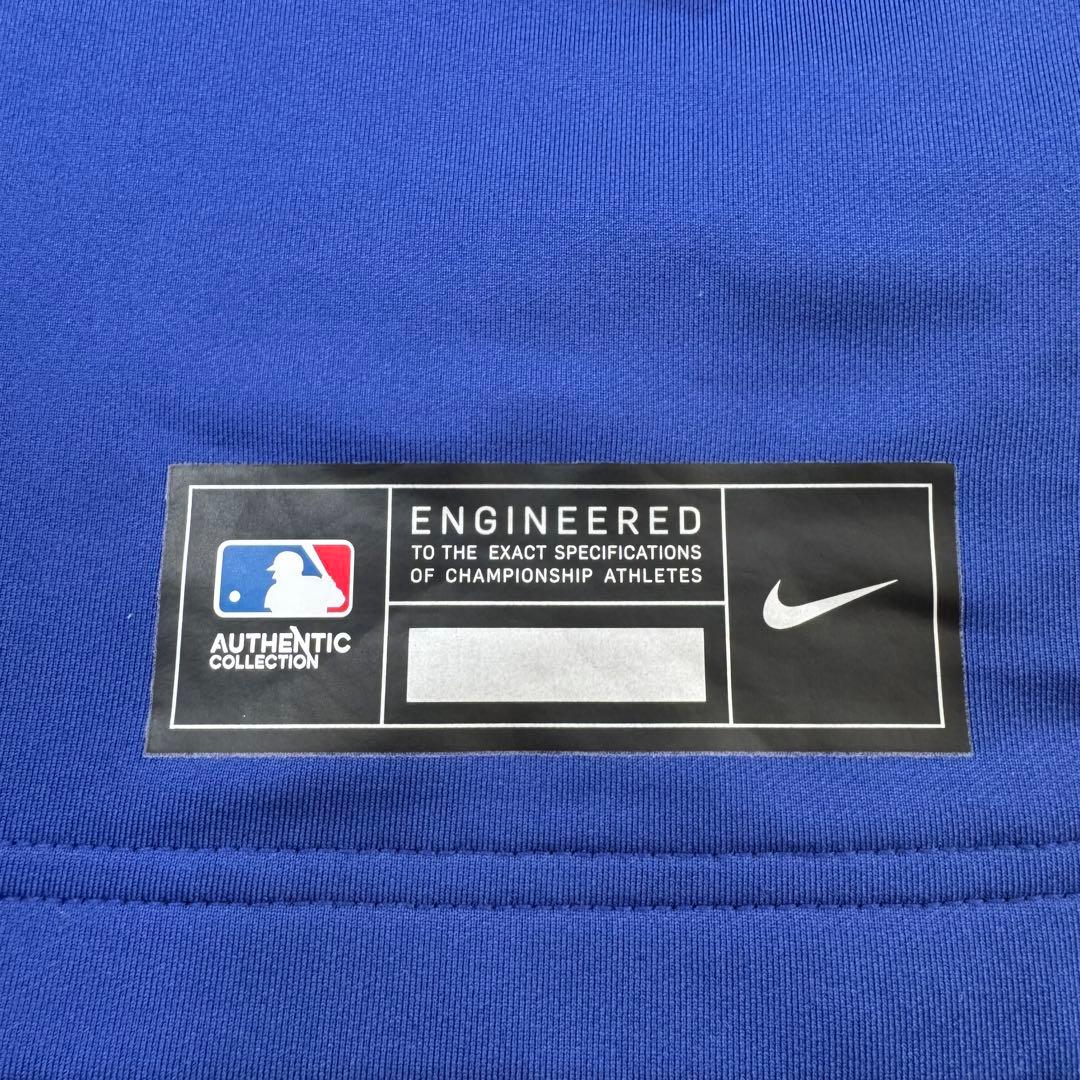 ENGINEERED
TO THE EXACT SPECIFICATIONS
OF CHAMPIONSHIP ATHLETES
AUTHENTIC
COLLECTION